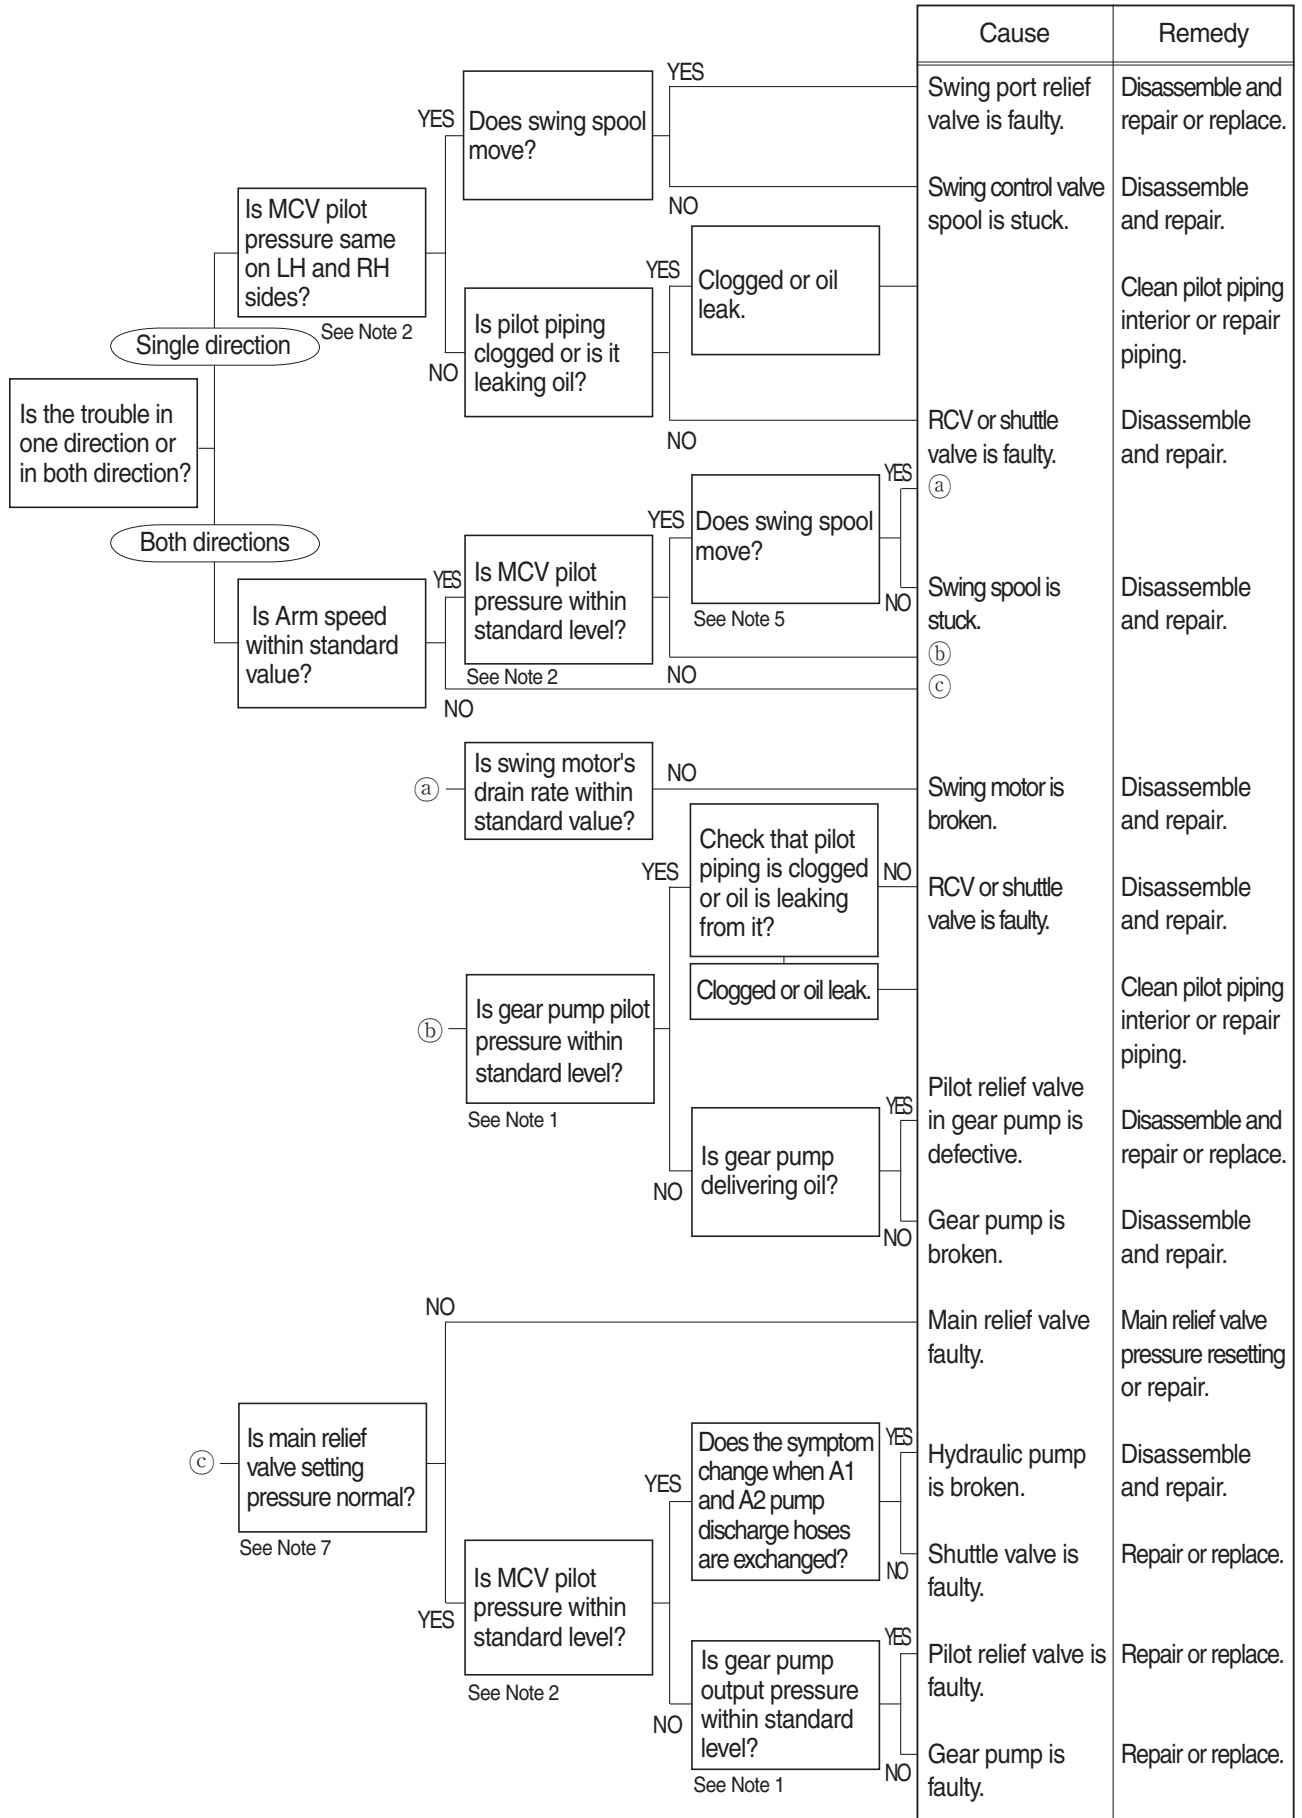 Cause
Remedy
YES
Swing port relief
valve is faulty.
Disassemble and
repair or replace.
YES
Does swing spool
move?
NO
Swing control valve
spool is stuck.
Disassemble
and repair.
Is MCV pilot
pressure same
on LH and RH
sides?
See Note 2
YES
Clogged or oil
leak.
Clean pilot piping
interior or repair
piping.
Is pilot piping
clogged or is it
leaking oil?
NO
Single direction
Is the trouble in
one direction or
in both direction?
NO
RCV or shuttle
valve is faulty.
Disassemble
and repair.
YES
ⓐ
Both directions
YES
Does swing spool
move?
See Note 5
NO
Swing spool is
stuck.
Disassemble
and repair.
YES
Is MCV pilot
pressure within
standard level?
See Note 2
NO
ⓑ
Is Arm speed
within standard
value?
NO
ⓒ
ⓐ
Is swing motor's
drain rate within
standard value?
NO
Swing motor is
broken.
Disassemble
and repair.
YES
Check that pilot
piping is clogged
or oil is leaking
from it?
NO
RCV or shuttle
valve is faulty.
Disassemble
and repair.
Clogged or oil leak.
Clean pilot piping
interior or repair
piping.
ⓑ
Is gear pump pilot
pressure within
standard level?
See Note 1
NO
Is gear pump
delivering oil?
YES
Pilot relief valve
in gear pump is
defective.
Disassemble and
repair or replace.
NO
Gear pump is
broken.
Disassemble
and repair.
NO
Main relief valve
faulty.
Main relief valve
pressure resetting
or repair.
ⓒ
Is main relief
valve setting
pressure normal?
See Note 7
YES
Does the symptom
change when A1
and A2 pump
discharge hoses
are exchanged?
YES
Hydraulic pump
is broken.
Disassemble
and repair.
NO
Shuttle valve is
faulty.
Repair or replace.
YES
Is MCV pilot
pressure within
standard level?
See Note 2
NO
Is gear pump
output pressure
within standard
level?
See Note 1
YES
Pilot relief valve is
faulty.
Repair or replace.
NO
Gear pump is
faulty.
Repair or replace.